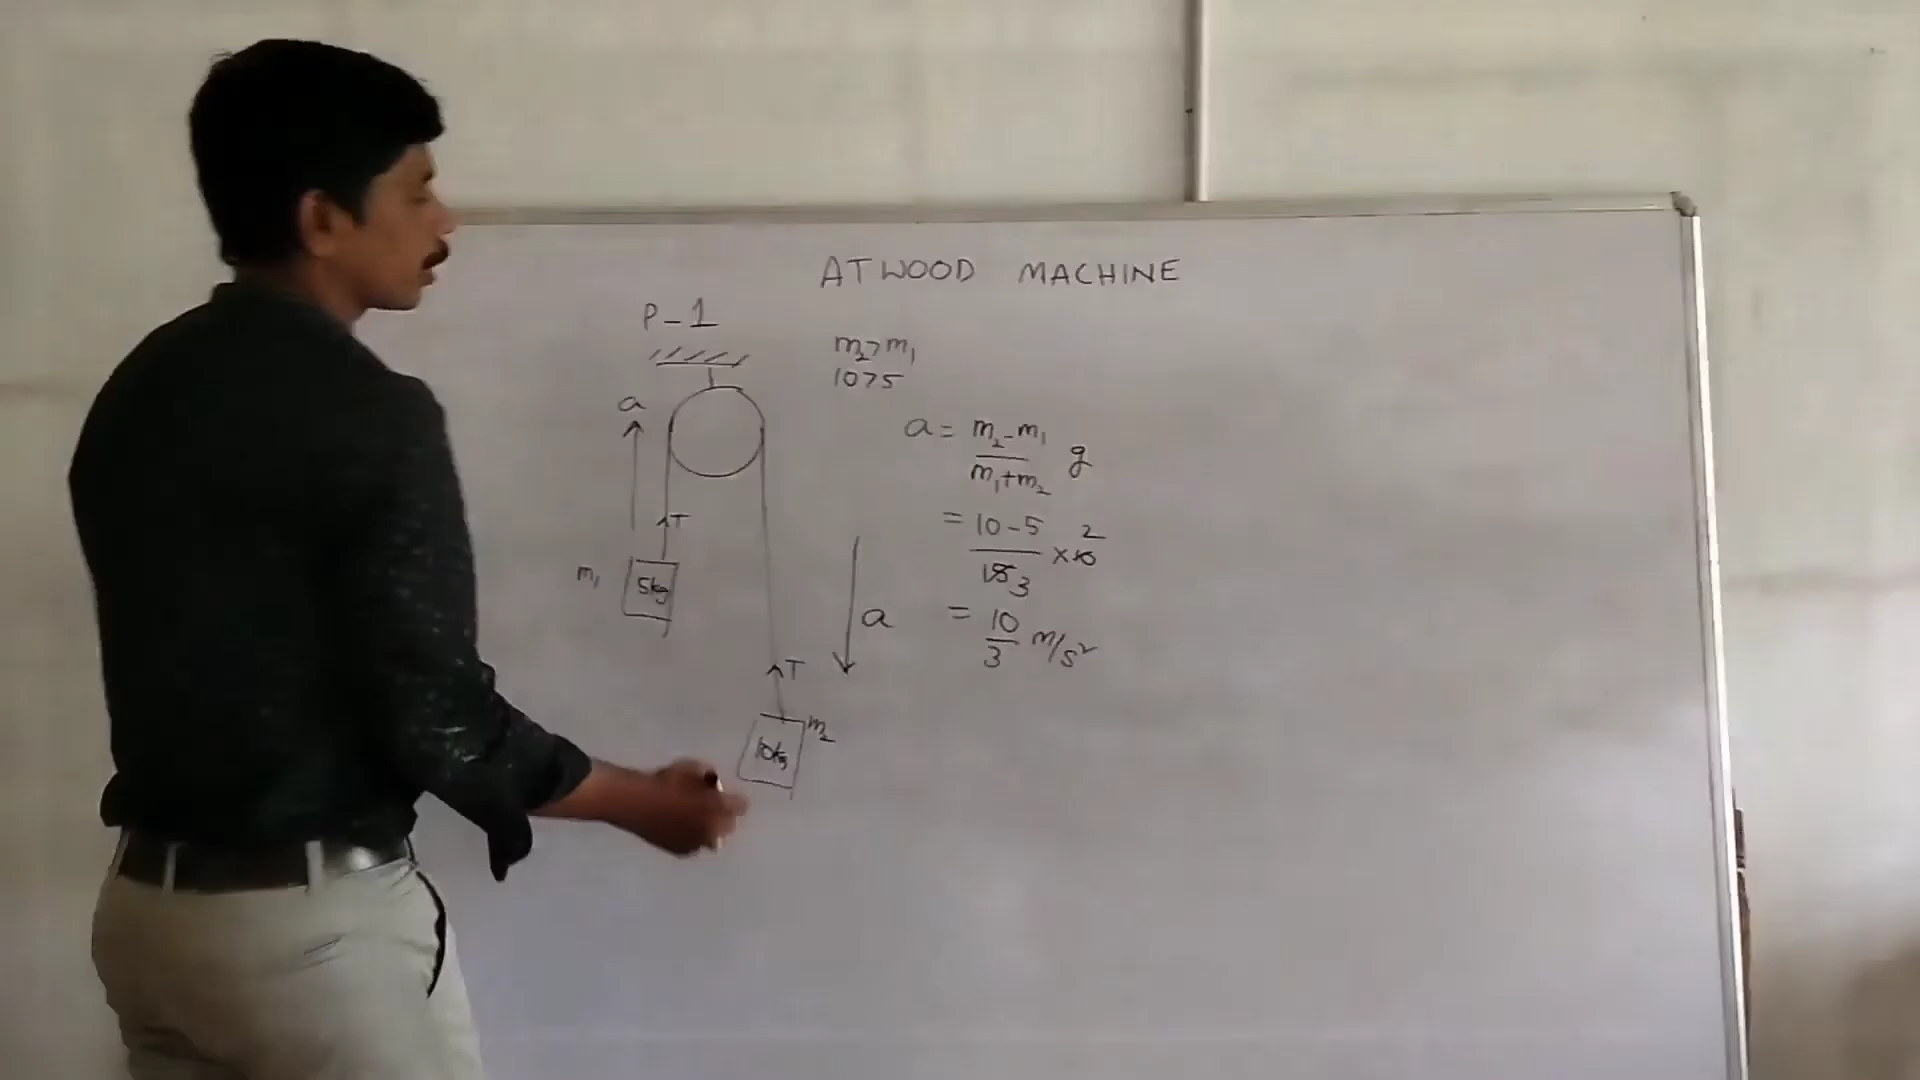 ATWOOD MACHINE
P-1
m₂>m₁
10>5
a
a = m₂-m₁ / m₁+m₂ g
T
= 10-5 / 15 3 ×10 2
m₁ 5kg
a
= 10/3 m/s²
T
m₂
10kg